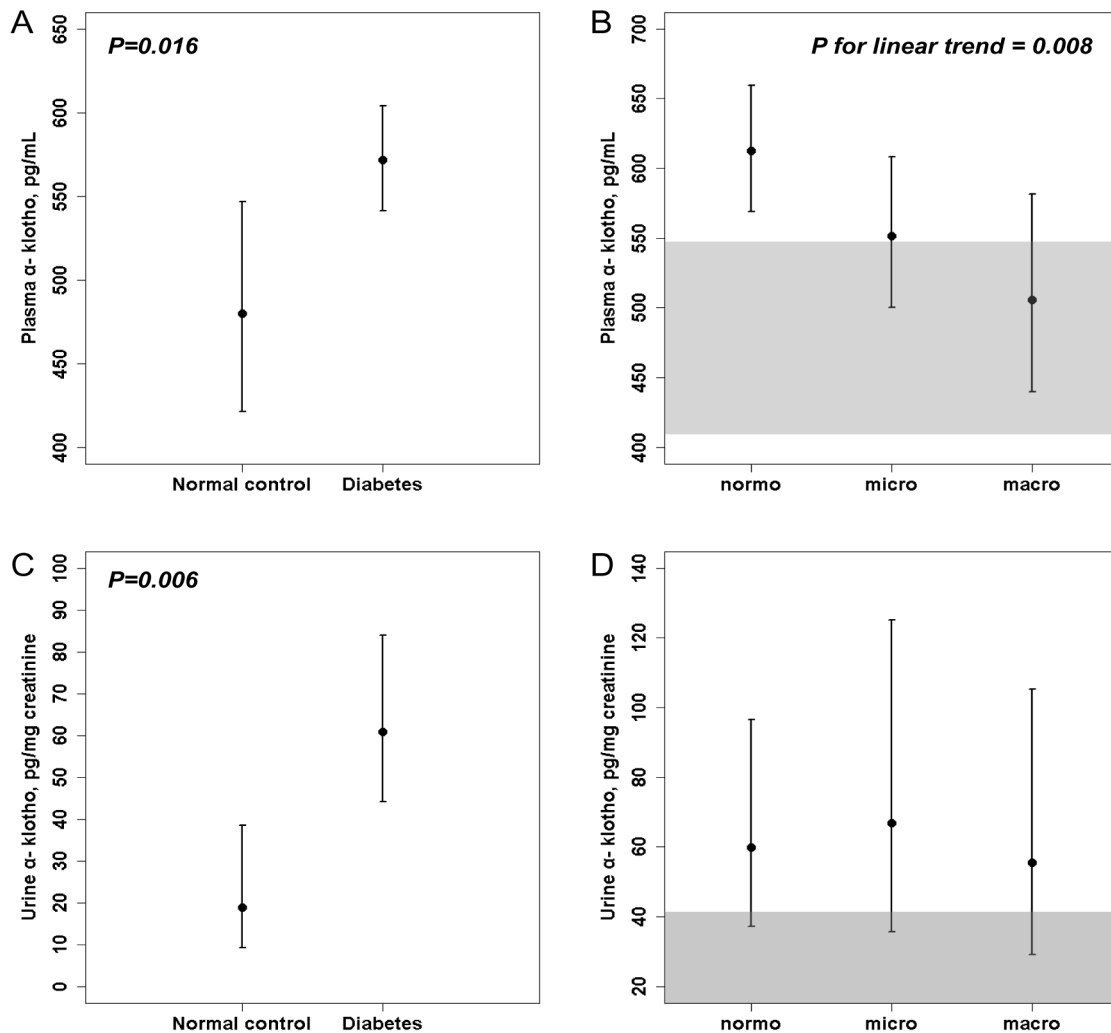 A
P=0.016
Plasma α- klotho, pg/mL
650
600
550
500
450
400
Normal control
Diabetes
B
P for linear trend = 0.008
Plasma α- klotho, pg/mL
700
650
600
550
500
450
400
normo
micro
macro
C
P=0.006
Urine α- klotho, pg/mg creatinine
100
90
80
70
60
50
40
30
20
10
0
Normal control
Diabetes
D
Urine α- klotho, pg/mg creatinine
140
120
100
80
60
40
20
normo
micro
macro